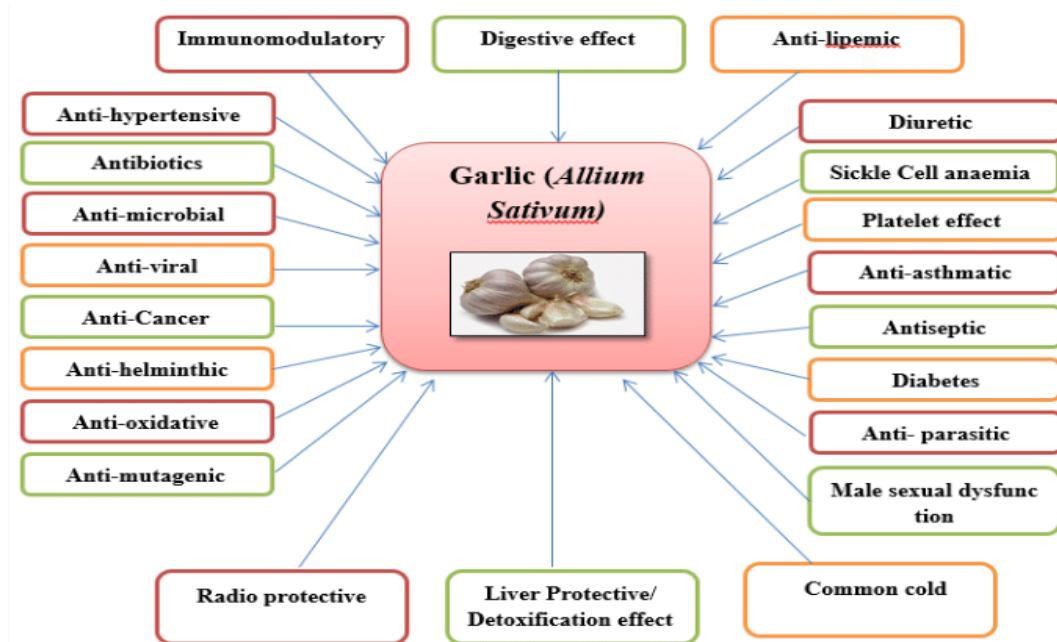 Immunomodulatory
Digestive effect
Anti-lipemic
Anti-hypertensive
Antibiotics
Anti-microbial
Anti-viral
Anti-Cancer
Anti-helminthic
Anti-oxidative
Anti-mutagenic
Garlic (Allium
Sativum)
Diuretic
Sickle Cell anaemia
Platelet effect
Anti-asthmatic
Antiseptic
Diabetes
Anti- parasitic
Male sexual dysfunc
tion
Radio protective
Liver Protective/
Detoxification effect
Common cold